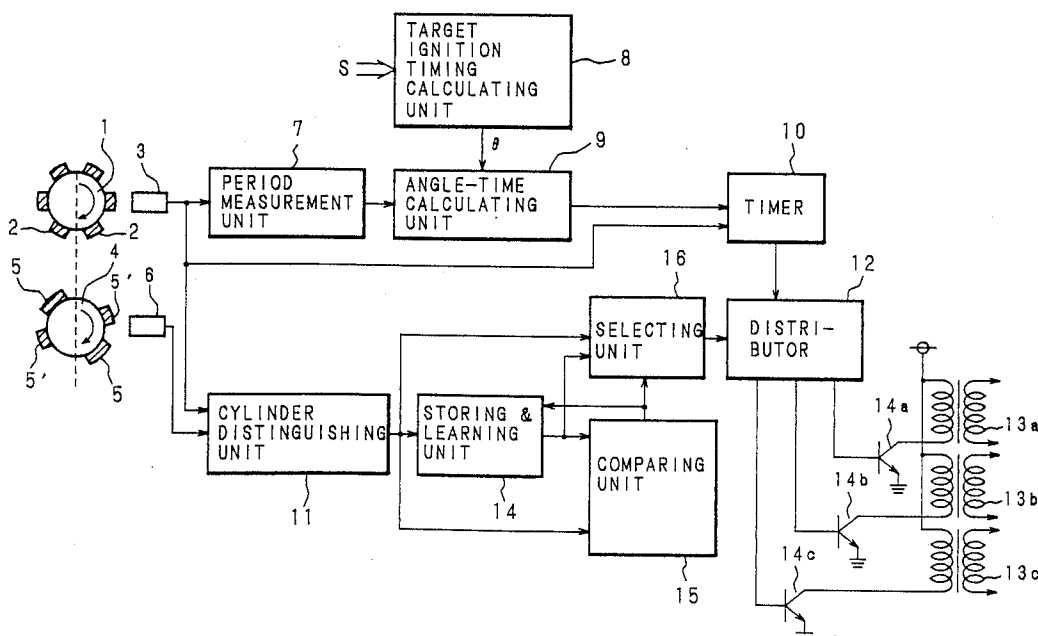 TARGET
IGNITION
TIMING
CALCULATING
UNIT
8
S
θ
1
3
7
9
10
PERIOD
MEASUREMENT
UNIT
ANGLE-TIME
CALCULATING
UNIT
TIMER
2
2
4
5
5'
6
16
12
SELECTING
UNIT
DISTRI-
BUTOR
5'
5
CYLINDER
DISTINGUISHING
UNIT
STORING &
LEARNING
UNIT
COMPARING
UNIT
11
14
15
14a
13a
14b
13b
14c
13c